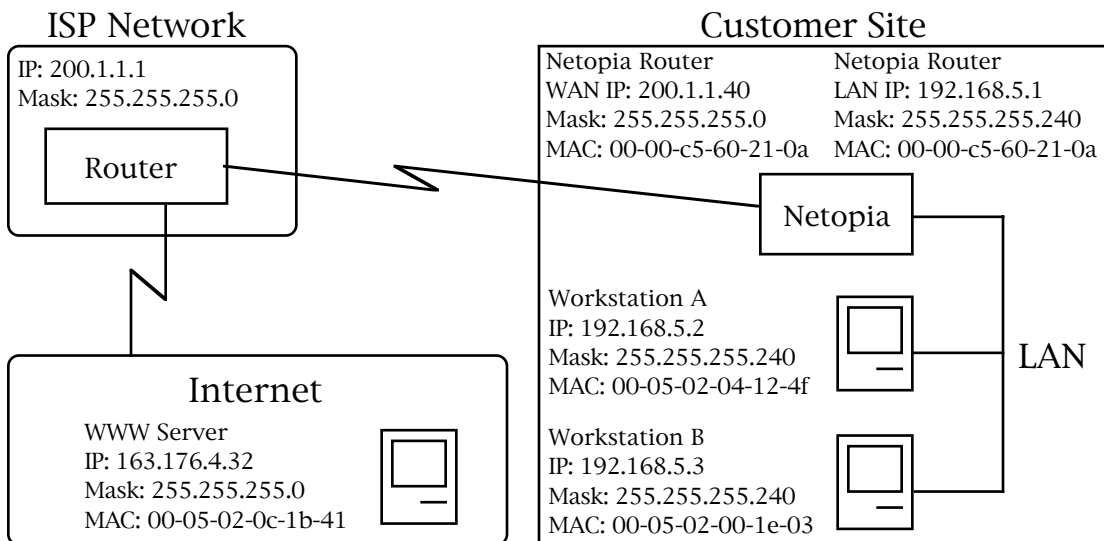 ISP Network
IP: 200.1.1.1
Mask: 255.255.255.0
Router
Customer Site
Netopia Router
WAN IP: 200.1.1.40
Mask: 255.255.255.0
MAC: 00-00-c5-60-21-0a
Netopia Router
LAN IP: 192.168.5.1
Mask: 255.255.255.240
MAC: 00-00-c5-60-21-0a
Netopia
Workstation A
IP: 192.168.5.2
Mask: 255.255.255.240
MAC: 00-05-02-04-12-4f
LAN
Workstation B
IP: 192.168.5.3
Mask: 255.255.255.240
MAC: 00-05-02-00-1e-03
Internet
WWW Server
IP: 163.176.4.32
Mask: 255.255.255.0
MAC: 00-05-02-0c-1b-41